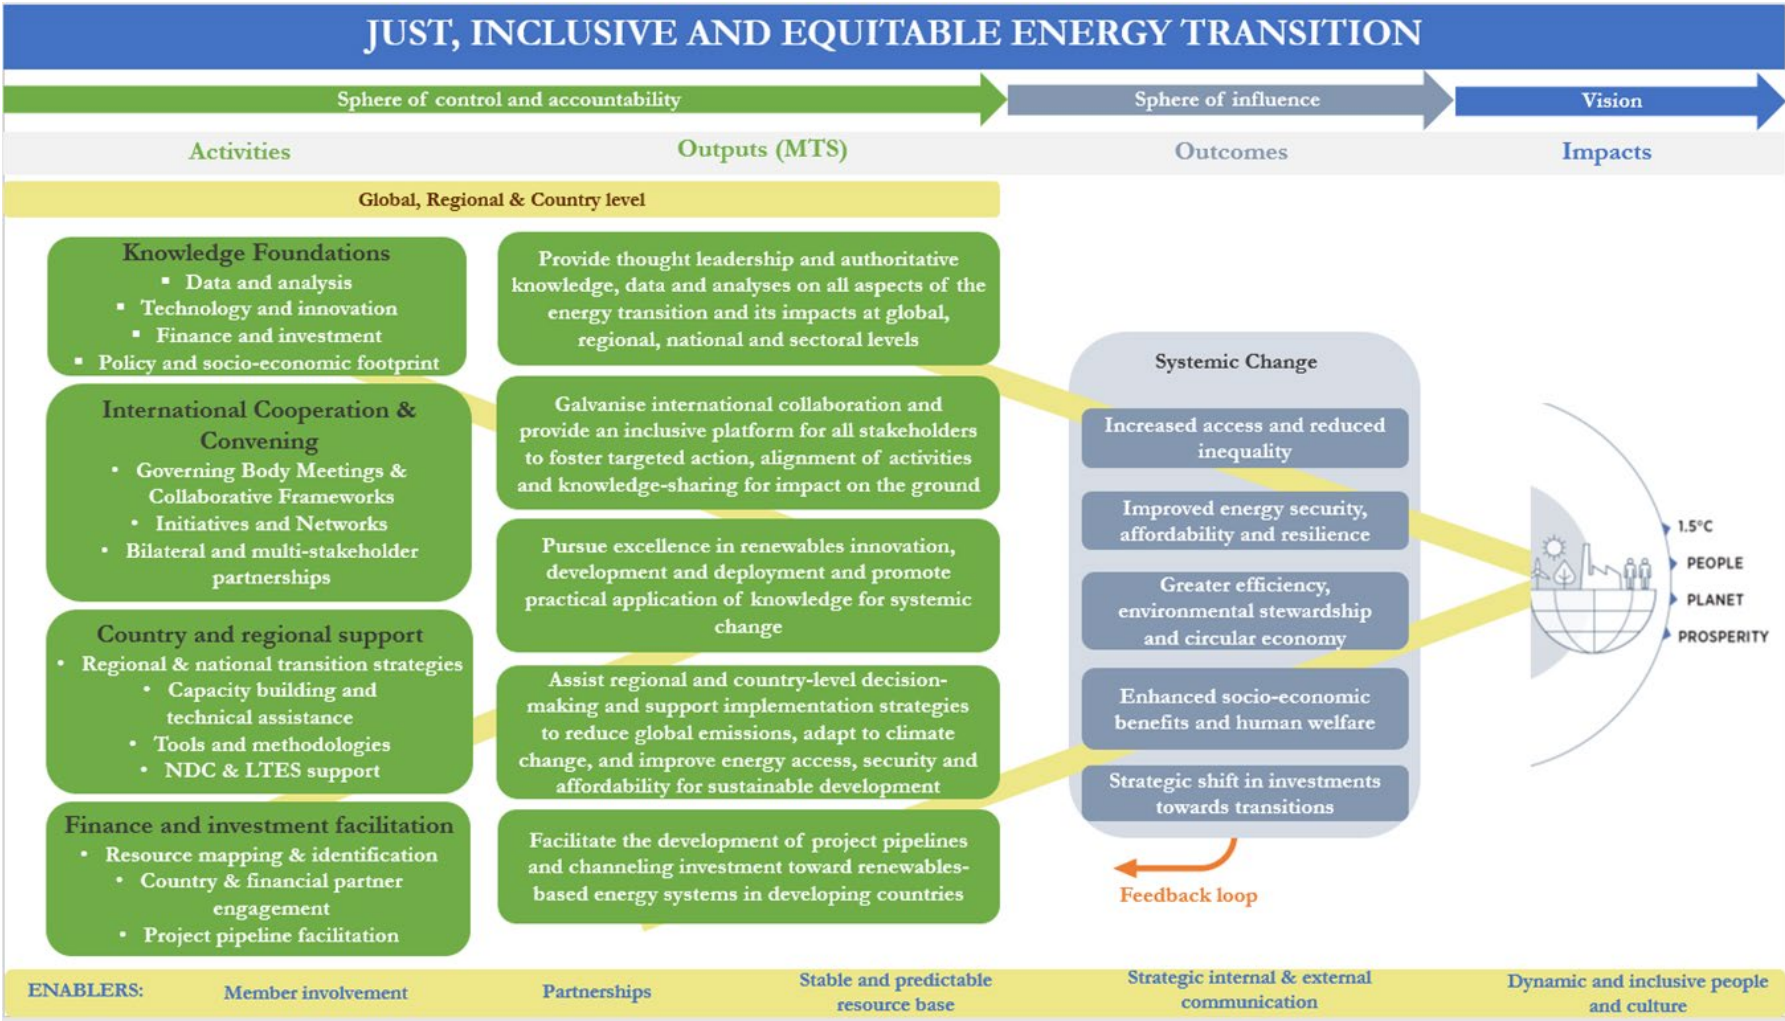 JUST, INCLUSIVE AND EQUITABLE ENERGY TRANSITION
Sphere of control and accountability
Sphere of influence
Vision
Activities
Outputs (MTS)
Outcomes
Impacts
Global, Regional & Country level
Knowledge Foundations
▪ Data and analysis
▪ Technology and innovation
▪ Finance and investment
▪ Policy and socio-economic footprint
International Cooperation &
Convening
• Governing Body Meetings &
Collaborative Frameworks
• Initiatives and Networks
• Bilateral and multi-stakeholder
partnerships
Country and regional support
• Regional & national transition strategies
• Capacity building and
technical assistance
• Tools and methodologies
• NDC & LTES support
Finance and investment facilitation
• Resource mapping & identification
• Country & financial partner
engagement
• Project pipeline facilitation
Provide thought leadership and authoritative
knowledge, data and analyses on all aspects of the
energy transition and its impacts at global,
regional, national and sectoral levels
Galvanise international collaboration and
provide an inclusive platform for all stakeholders
to foster targeted action, alignment of activities
and knowledge-sharing for impact on the ground
Pursue excellence in renewables innovation,
development and deployment and promote
practical application of knowledge for systemic
change
Assist regional and country-level decision-
making and support implementation strategies
to reduce global emissions, adapt to climate
change, and improve energy access, security and
affordability for sustainable development
Facilitate the development of project pipelines
and channeling investment toward renewables-
based energy systems in developing countries
Systemic Change
Increased access and reduced
inequality
Improved energy security,
affordability and resilience
Greater efficiency,
environmental stewardship
and circular economy
Enhanced socio-economic
benefits and human welfare
Strategic shift in investments
towards transitions
Feedback loop
1.5°C
PEOPLE
PLANET
PROSPERITY
ENABLERS:
Member involvement
Partnerships
Stable and predictable
resource base
Strategic internal & external
communication
Dynamic and inclusive people
and culture